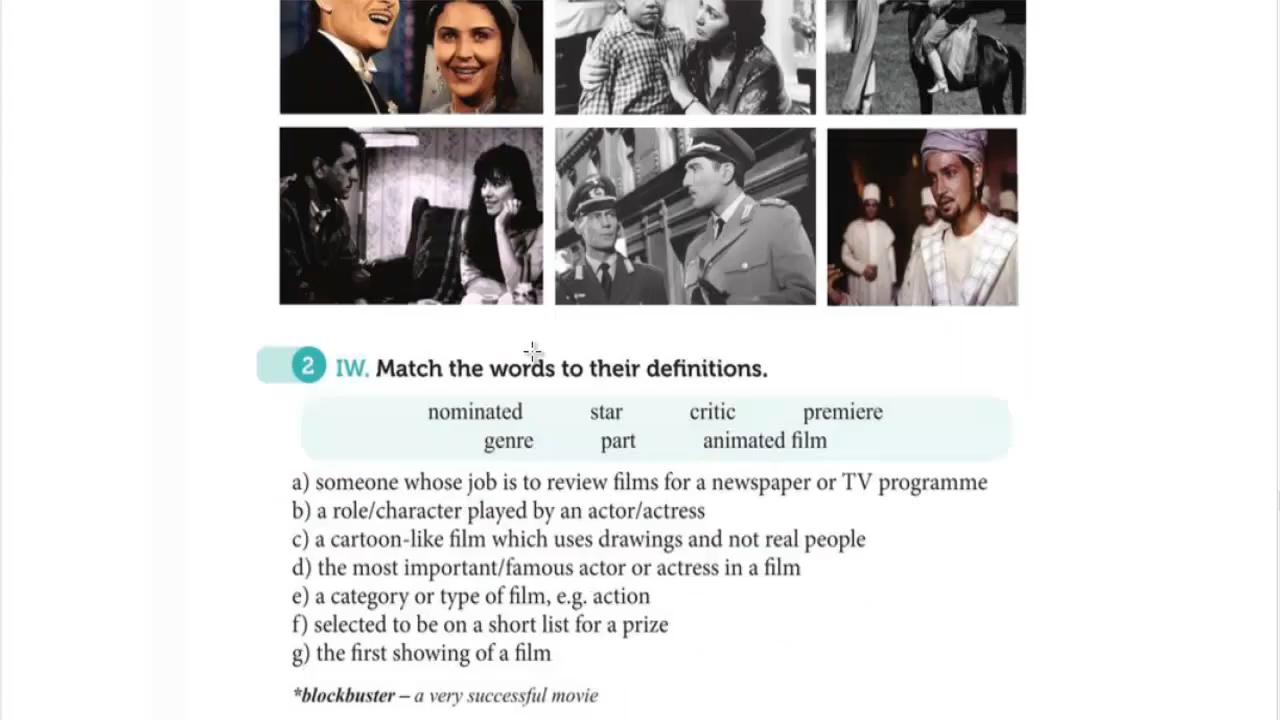 2 IW. Match the words to their definitions.
nominated star critic premiere
genre part animated film
a) someone whose job is to review films for a newspaper or TV programme
b) a role/character played by an actor/actress
c) a cartoon-like film which uses drawings and not real people
d) the most important/famous actor or actress in a film
e) a category or type of film, e.g. action
f) selected to be on a short list for a prize
g) the first showing of a film
*blockbuster – a very successful movie